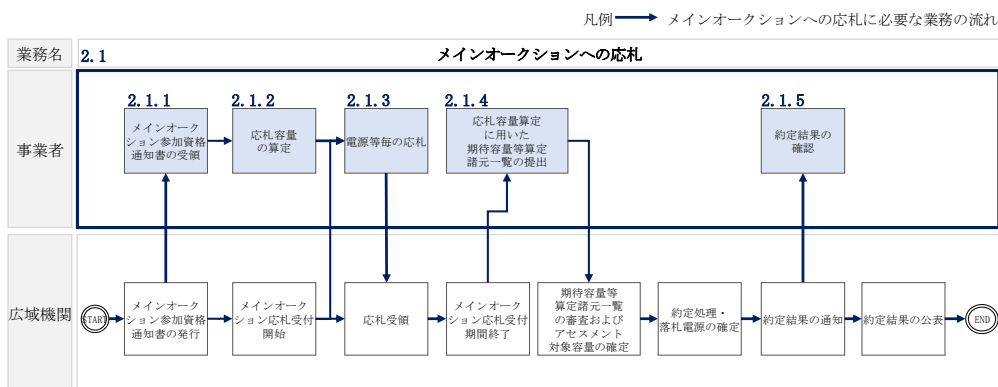 凡例 メインオークションへの応札に必要な業務の流れ
業務名
2.1
メインオークションへの応札
事業者
2.1.1
メインオーク
ション参加資格
通知書の受領
2.1.2
応札容量
の算定
2.1.3
電源等毎の応札
2.1.4
応札容量算定
に用いた
期待容量等算定
諸元一覧の提出
2.1.5
約定結果の
確認
広域機関
START
メインオーク
ション参加資格
通知書の発行
メインオーク
ション応札受付
開始
応札受領
メインオーク
ション応札受付
期間終了
期待容量等
算定諸元一覧
の審査および
アセスメント
対象容量の確定
約定処理・
落札電源の確定
約定結果の通知
約定結果の公表
END